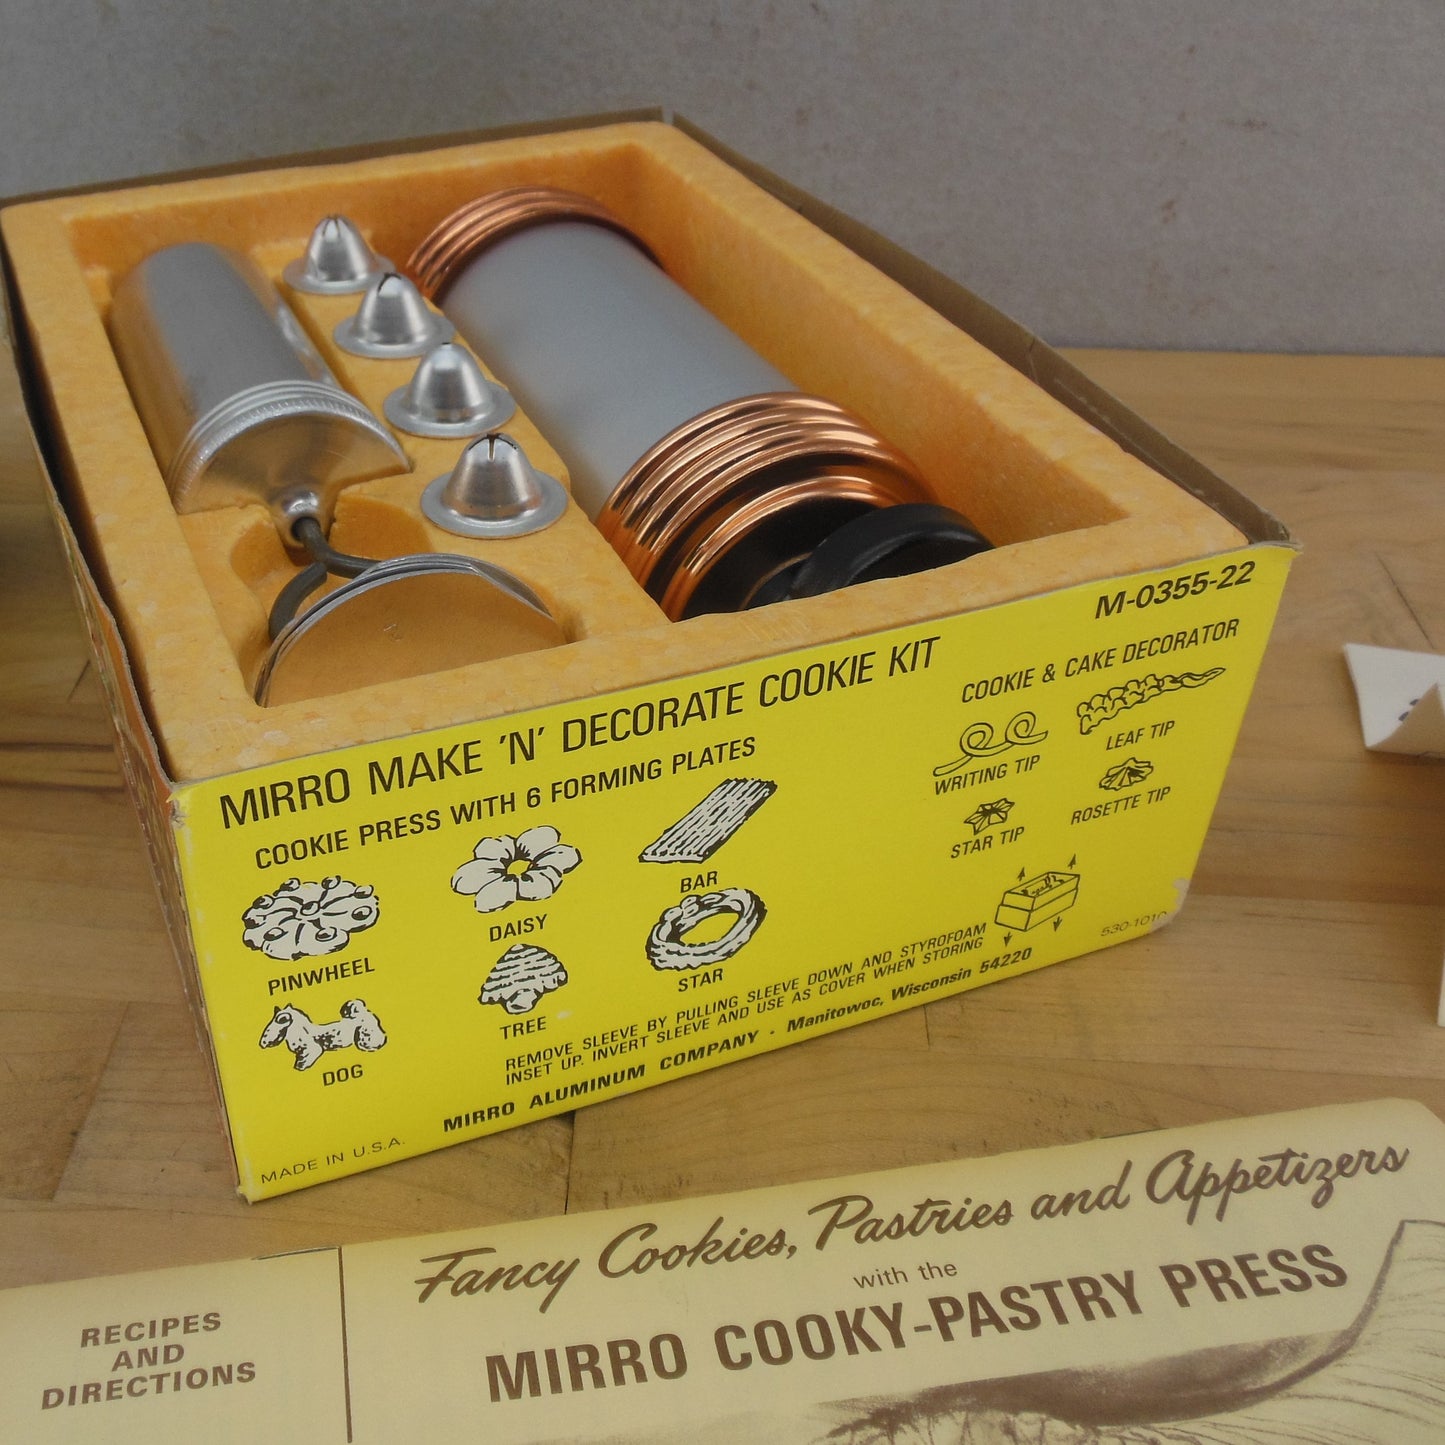 M-0355-22
MIRRO MAKE 'N' DECORATE COOKIE KIT
COOKIE PRESS WITH 6 FORMING PLATES
PINWHEEL
DAISY
BAR
DOG
TREE
STAR
COOKIE & CAKE DECORATOR
WRITING TIP
LEAF TIP
STAR TIP
ROSETTE TIP
REMOVE SLEEVE BY PULLING SLEEVE DOWN AND STYROFOAM
INSET UP. INVERT SLEEVE AND USE AS COVER WHEN STORING
MIRRO ALUMINUM COMPANY - Manitowoc, Wisconsin 54220
530-1010
MADE IN U.S.A.
RECIPES
AND
DIRECTIONS
Fancy Cookies, Pastries and Appetizers
with the
MIRRO COOKY-PASTRY PRESS